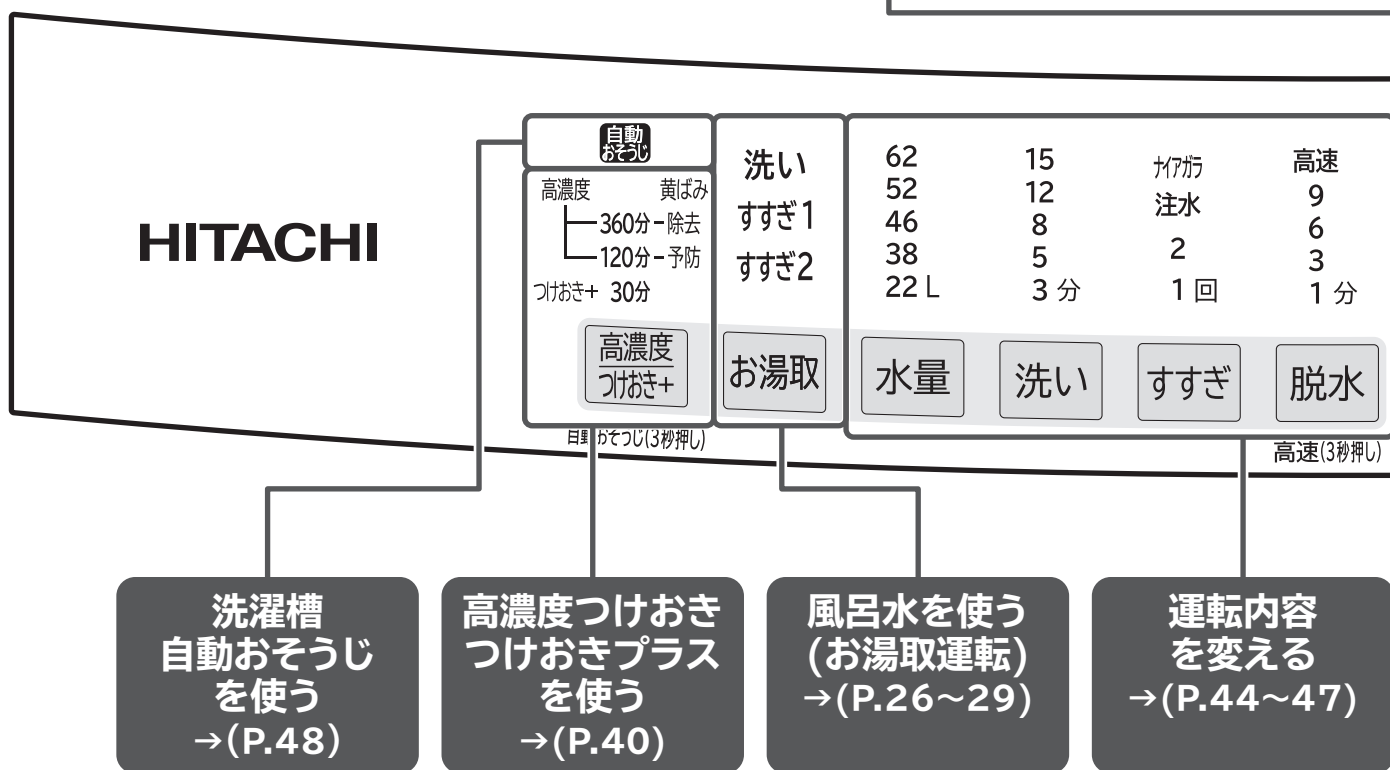 HITACHI
自動
おそうじ
高濃度 黄ばみ
360分-除去
120分-予防
つけおき+ 30分
高濃度
つけおき+
自動おそうじ(3秒押し)
洗い
すすぎ1
すすぎ2
お湯取
62
52
46
38
22 L
水量
15
12
8
5
3 分
洗い
ナイアガラ
注水
2
1 回
すすぎ
高速
9
6
3
1 分
脱水
高速(3秒押し)
洗濯槽
自動おそうじ
を使う
→(P.48)
高濃度つけおき
つけおきプラス
を使う
→(P.40)
風呂水を使う
(お湯取運転)
→(P.26~29)
運転内容
を変える
→(P.44~47)